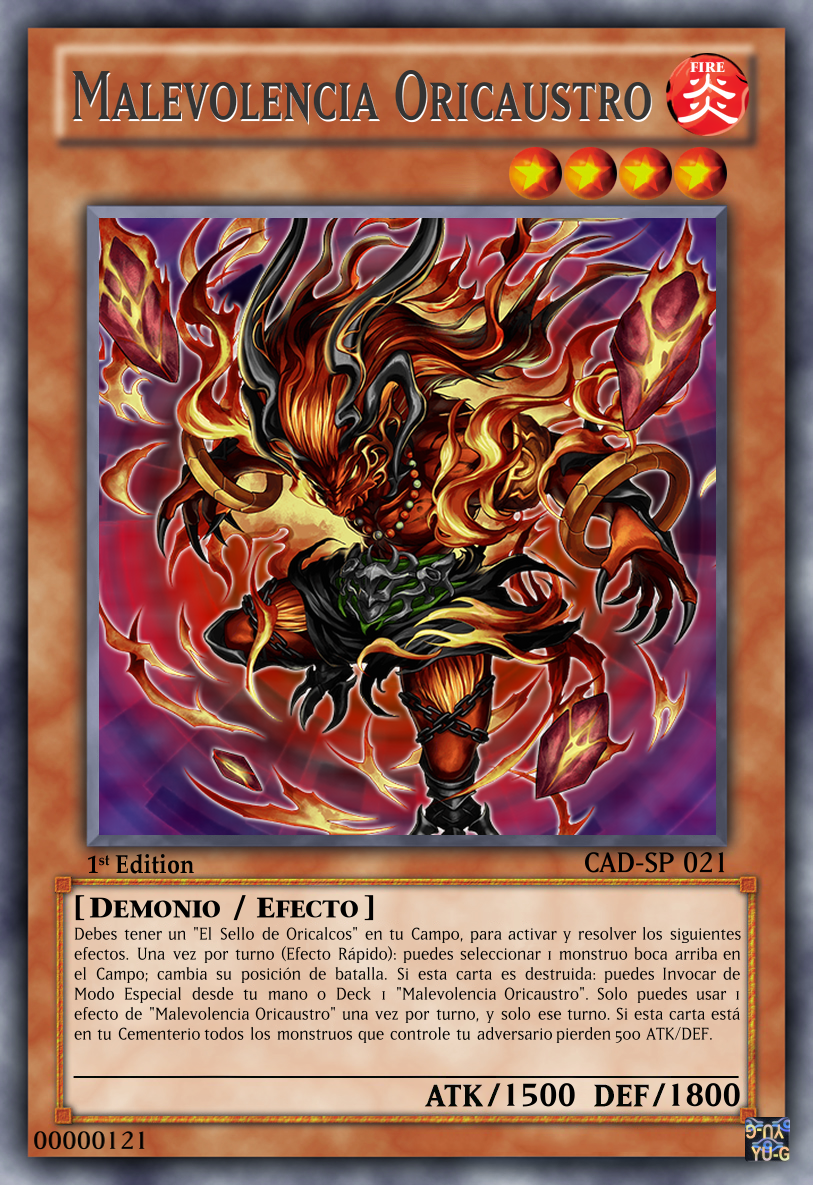 Malevolencia Oricaustro
FIRE
炎
1st Edition
CAD-SP 021
[ Demonio / Efecto ]
Debes tener un "El Sello de Oricalcos" en tu Campo, para activar y resolver los siguientes
efectos. Una vez por turno (Efecto Rápido): puedes seleccionar 1 monstruo boca arriba en
el Campo; cambia su posición de batalla. Si esta carta es destruida: puedes Invocar de
Modo Especial desde tu mano o Deck 1 "Malevolencia Oricaustro". Solo puedes usar 1
efecto de "Malevolencia Oricaustro" una vez por turno, y solo ese turno. Si esta carta está
en tu Cementerio todos los monstruos que controle tu adversario pierden 500 ATK/DEF.
ATK/1500 DEF/1800
00000121
YU-G
YU-G